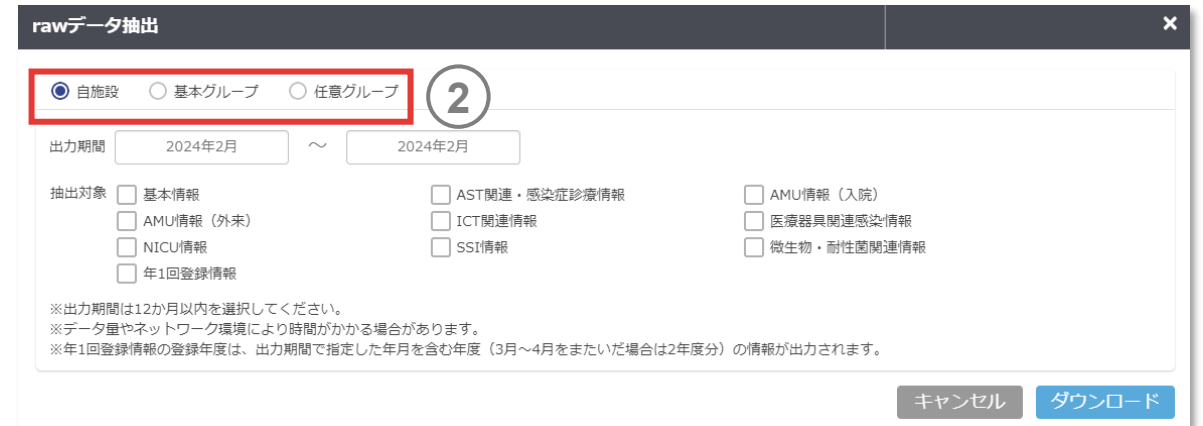 rawデータ抽出 ×
自施設 基本グループ 任意グループ ②
出力期間 2024年2月 ～ 2024年2月
抽出対象 基本情報 AST関連・感染症診療情報 AMU情報（入院）
AMU情報（外来） ICT関連情報 医療器具関連感染情報
NICU情報 SSI情報 微生物・耐性菌関連情報
年1回登録情報
※出力期間は12か月以内を選択してください。
※データ量やネットワーク環境により時間がかかる場合があります。
※年1回登録情報の登録年度は、出力期間で指定した年月を含む年度（3月～4月をまたいだ場合は2年度分）の情報が出力されます。
キャンセル ダウンロード